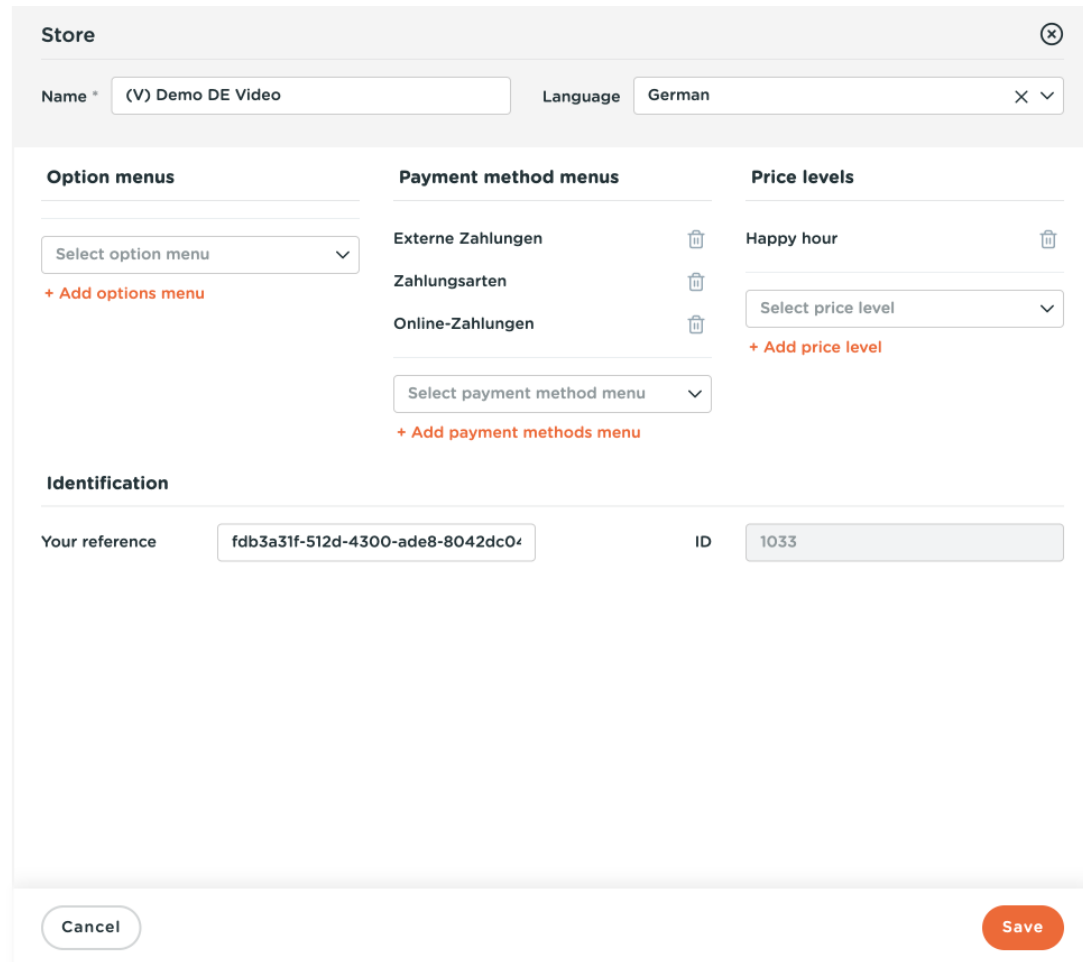 Store
Name * (V) Demo DE Video Language German
Option menus Payment method menus Price levels
Select option menu
+ Add options menu
Externe Zahlungen
Zahlungsarten
Online-Zahlungen
Select payment method menu
+ Add payment methods menu
Happy hour
Select price level
+ Add price level
Identification
Your reference fdb3a31f-512d-4300-ade8-8042dc04 ID 1033
Cancel Save